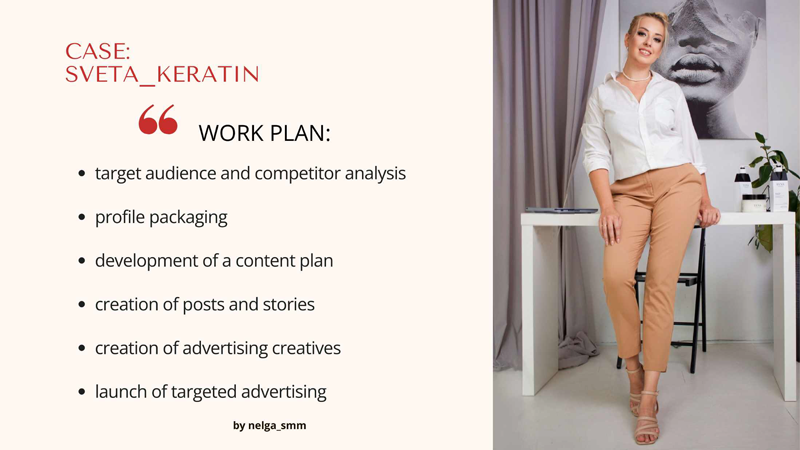 CASE:
SVETA_KERATIN
WORK PLAN:
target audience and competitor analysis
profile packaging
development of a content plan
creation of posts and stories
creation of advertising creatives
launch of targeted advertising
by nelga_smm